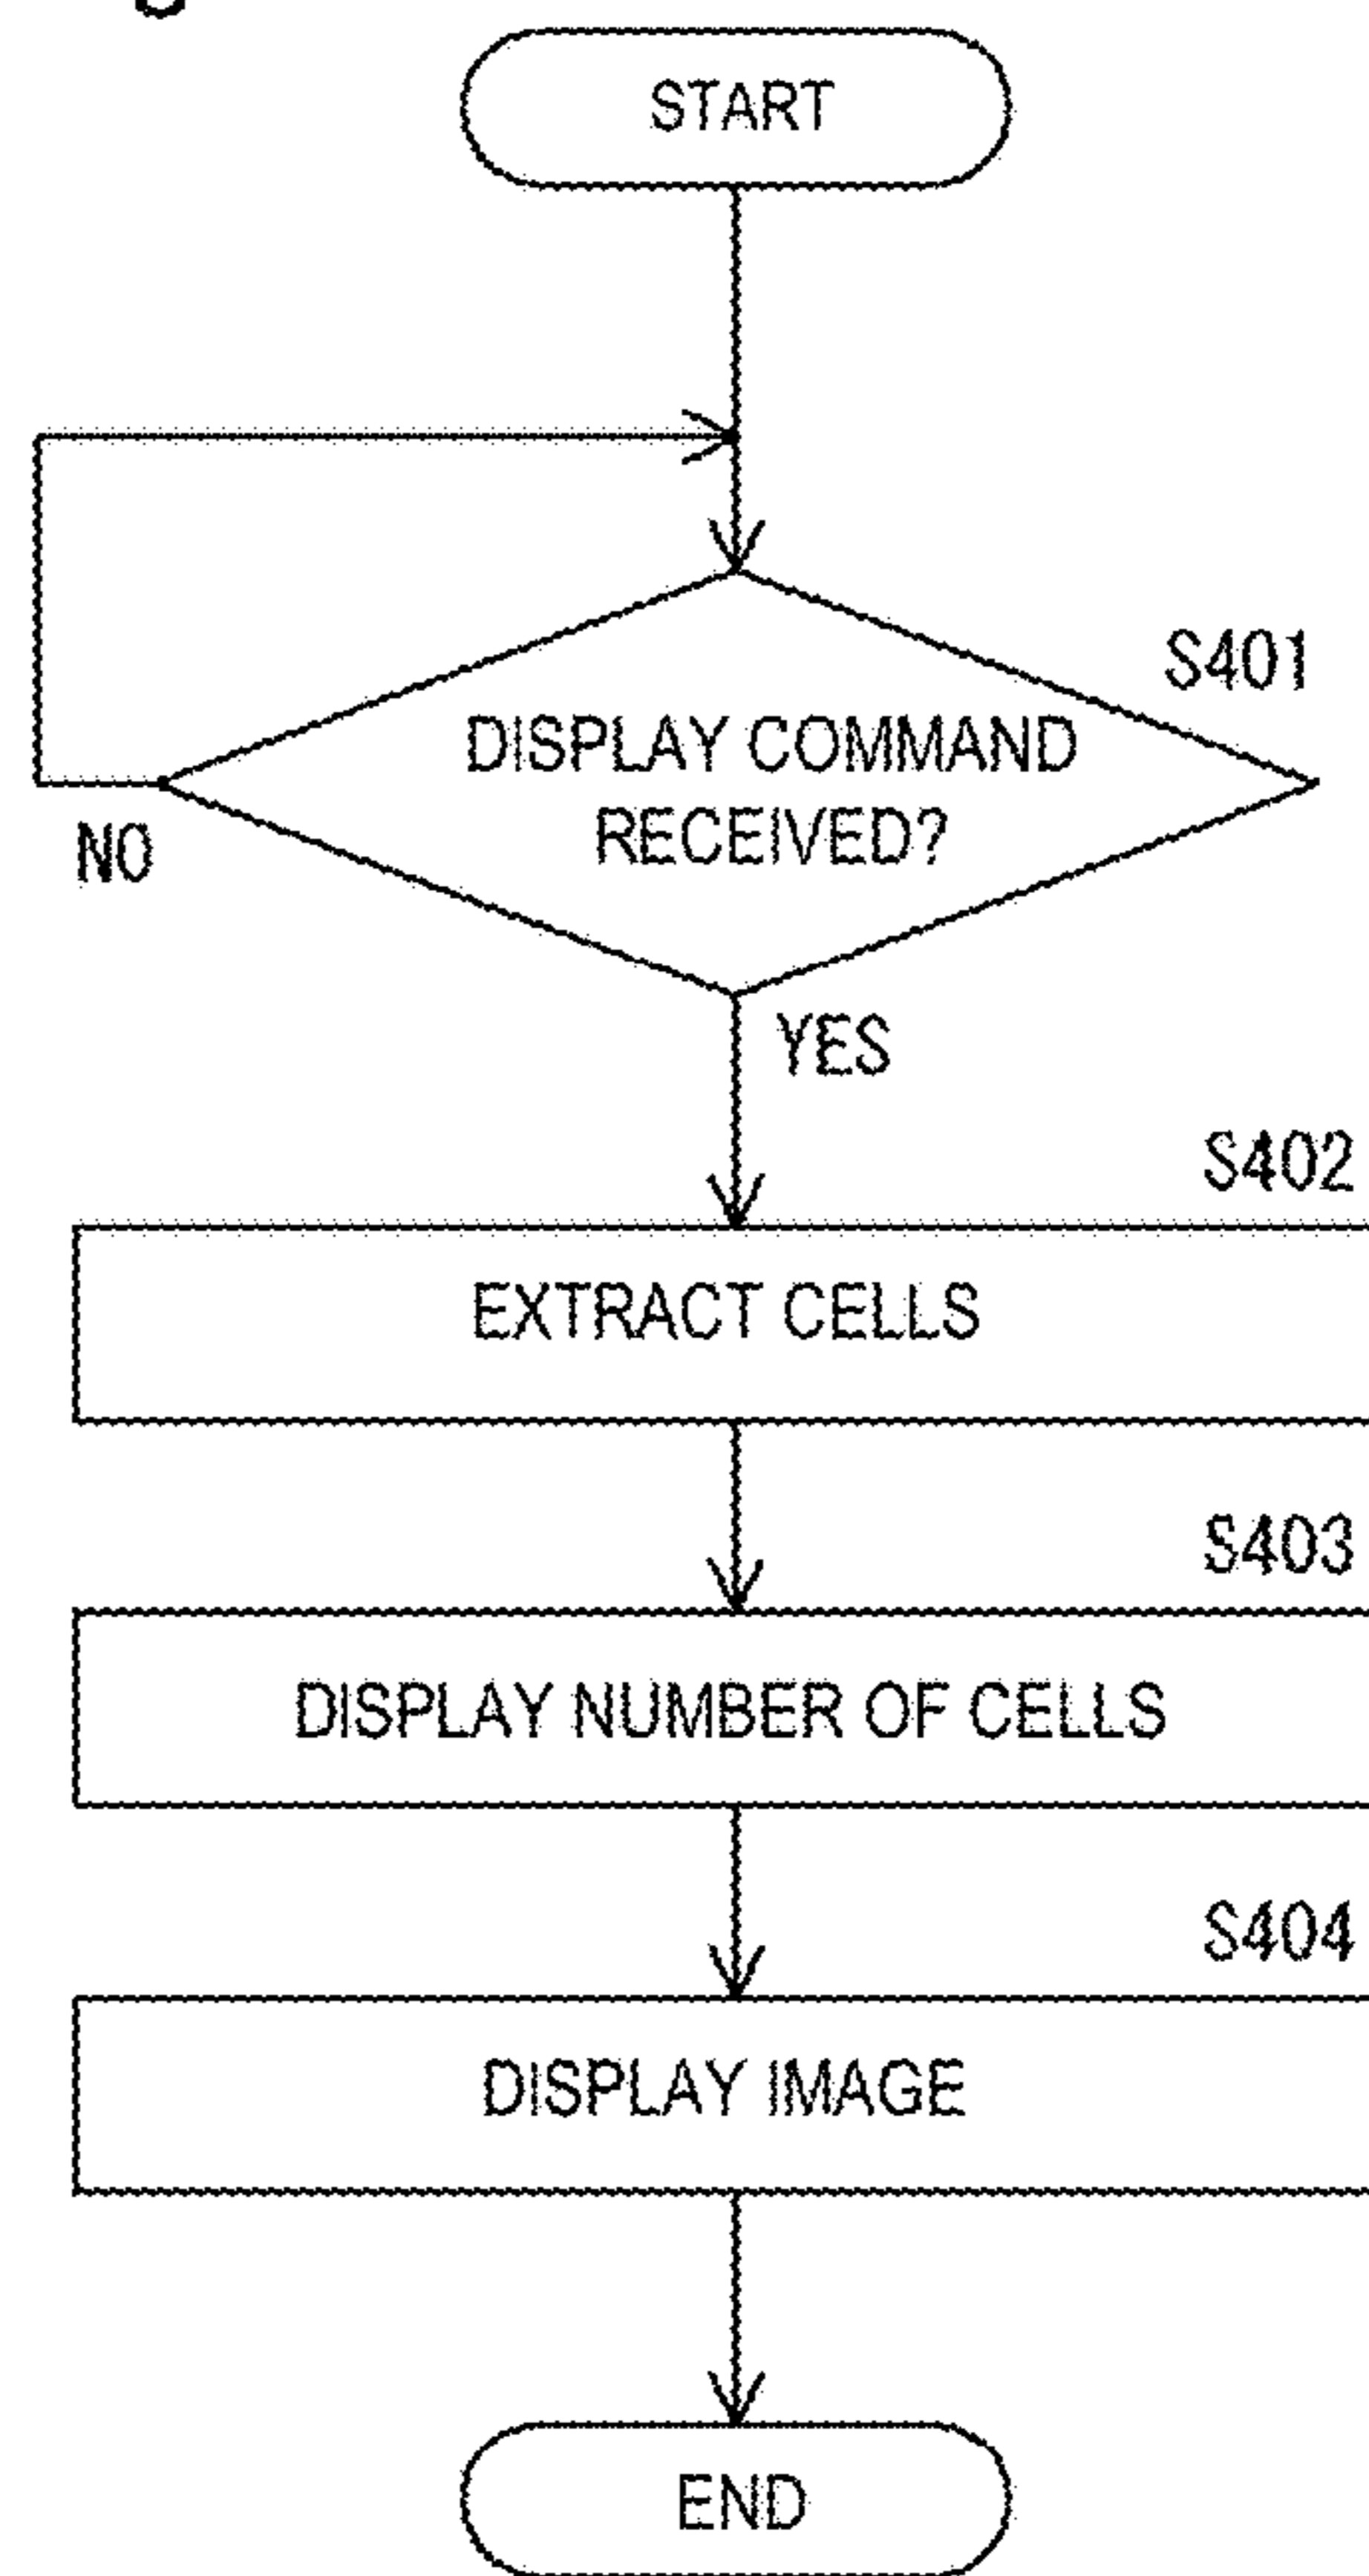 START
S401
DISPLAY COMMAND
RECEIVED?
NO
YES
S402
EXTRACT CELLS
S403
DISPLAY NUMBER OF CELLS
S404
DISPLAY IMAGE
END